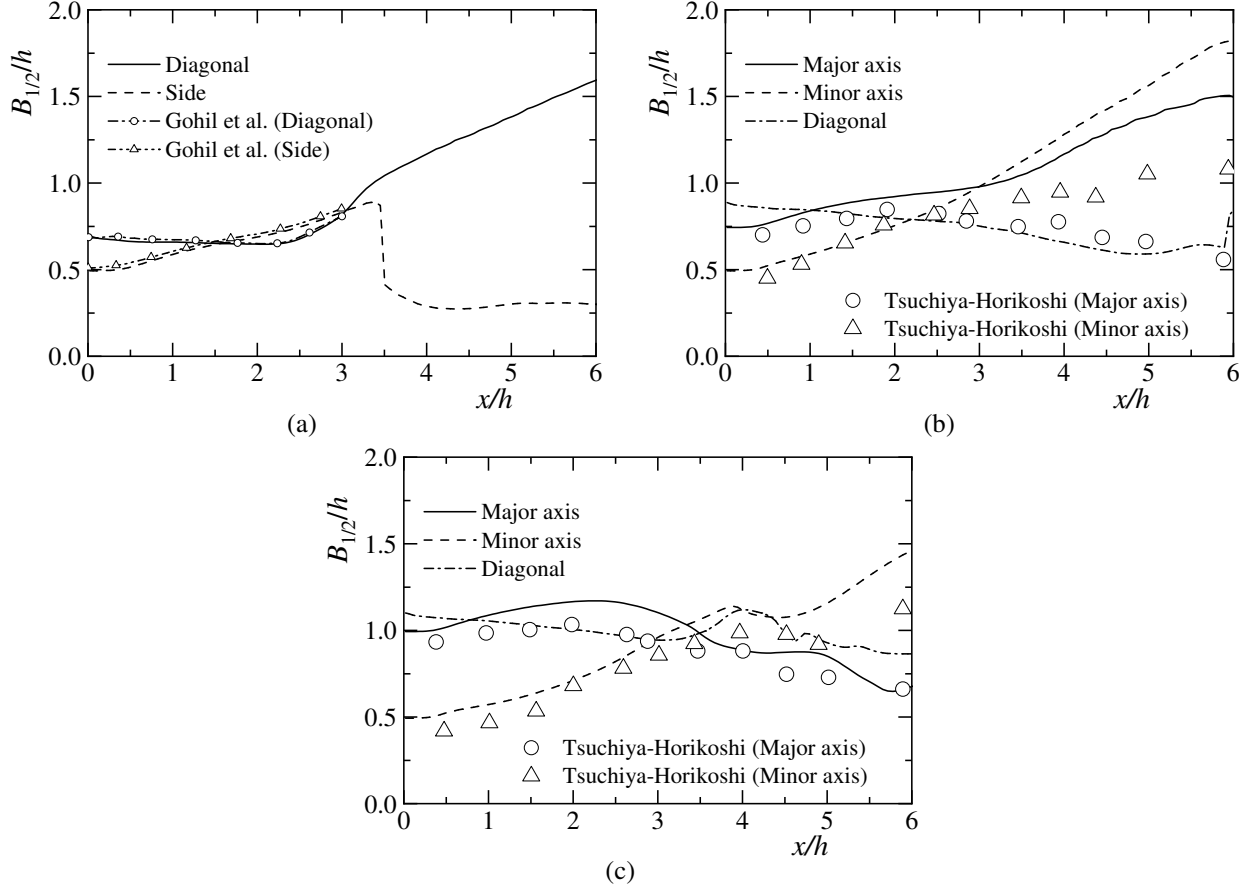 2.0
1.5
1.0
0.5
0.0
B1/2/h
Diagonal
Side
Gohil et al. (Diagonal)
Gohil et al. (Side)
0 1 2 3 4 5 6
x/h
(a)
2.0
1.5
1.0
0.5
0.0
B1/2/h
Major axis
Minor axis
Diagonal
Tsuchiya-Horikoshi (Major axis)
Tsuchiya-Horikoshi (Minor axis)
0 1 2 3 4 5 6
x/h
(b)
2.0
1.5
1.0
0.5
0.0
B1/2/h
Major axis
Minor axis
Diagonal
Tsuchiya-Horikoshi (Major axis)
Tsuchiya-Horikoshi (Minor axis)
0 1 2 3 4 5 6
x/h
(c)